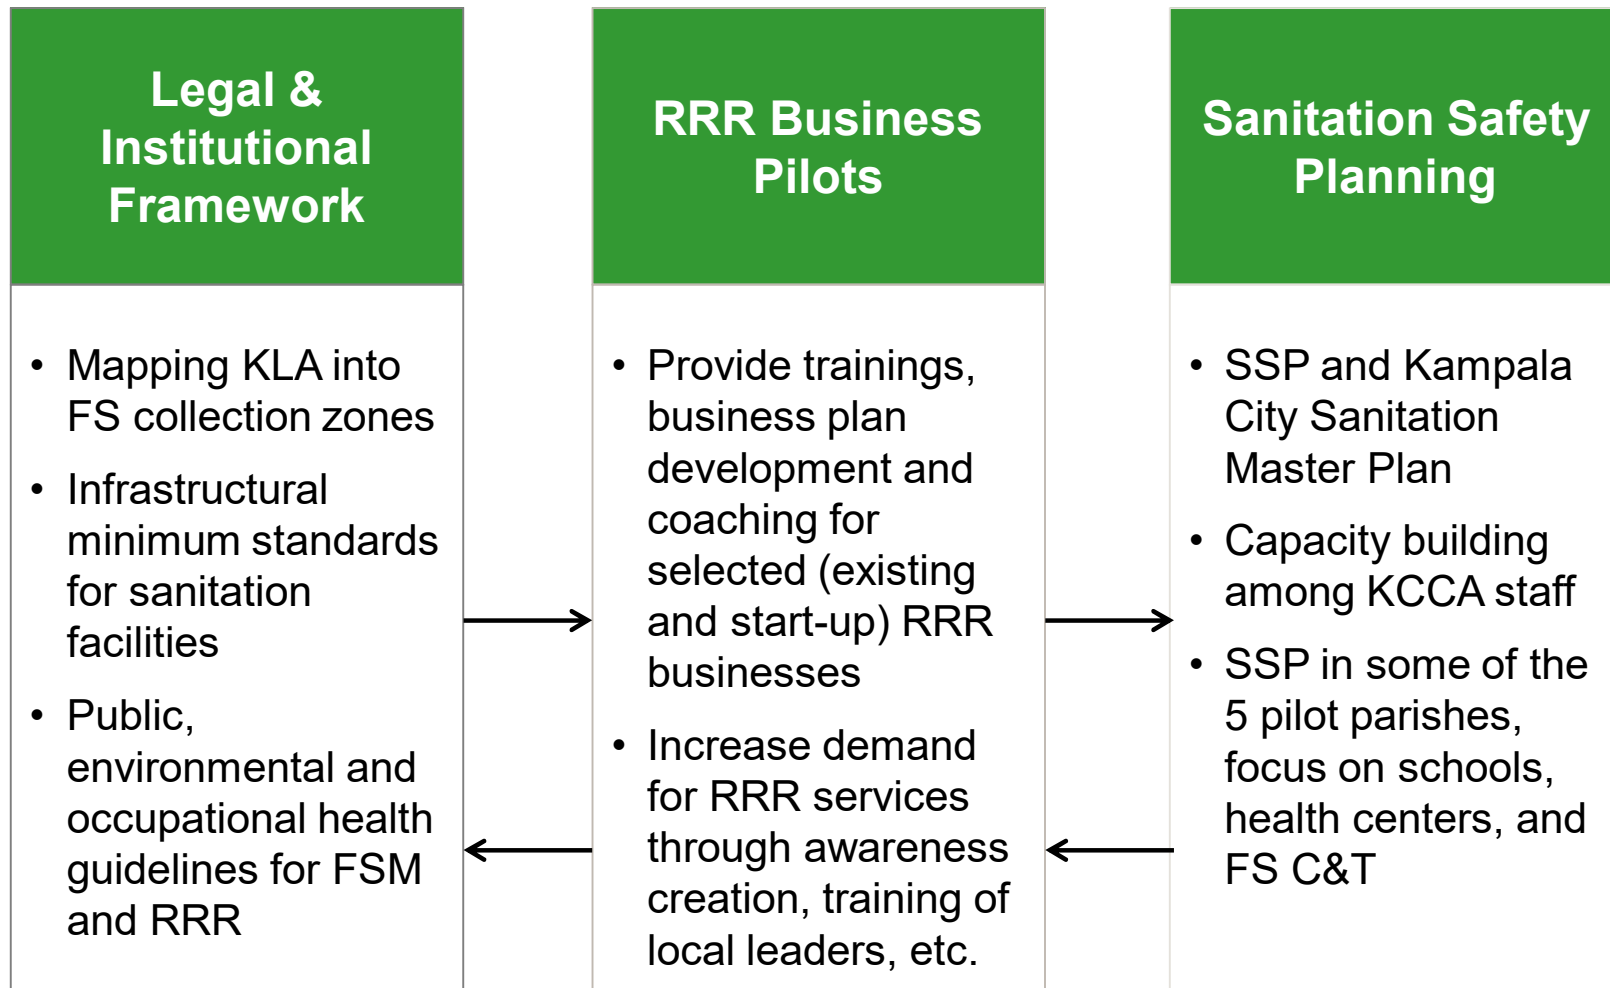 Legal &
Institutional
Framework
• Mapping KLA into
FS collection zones
• Infrastructural
minimum standards
for sanitation
facilities
• Public,
environmental and
occupational health
guidelines for FSM
and RRR
RRR Business
Pilots
• Provide trainings,
business plan
development and
coaching for
selected (existing
and start-up) RRR
businesses
• Increase demand
for RRR services
through awareness
creation, training of
local leaders, etc.
Sanitation Safety
Planning
• SSP and Kampala
City Sanitation
Master Plan
• Capacity building
among KCCA staff
• SSP in some of the
5 pilot parishes,
focus on schools,
health centers, and
FS C&T